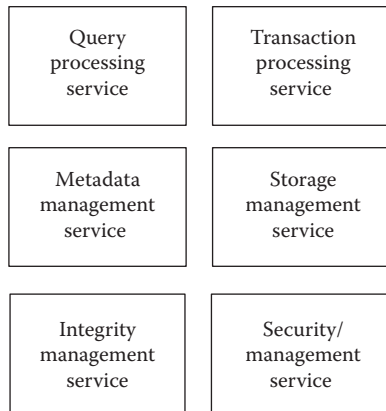 Query
processing
service
Transaction
processing
service
Metadata
management
service
Storage
management
service
Integrity
management
service
Security/
management
service